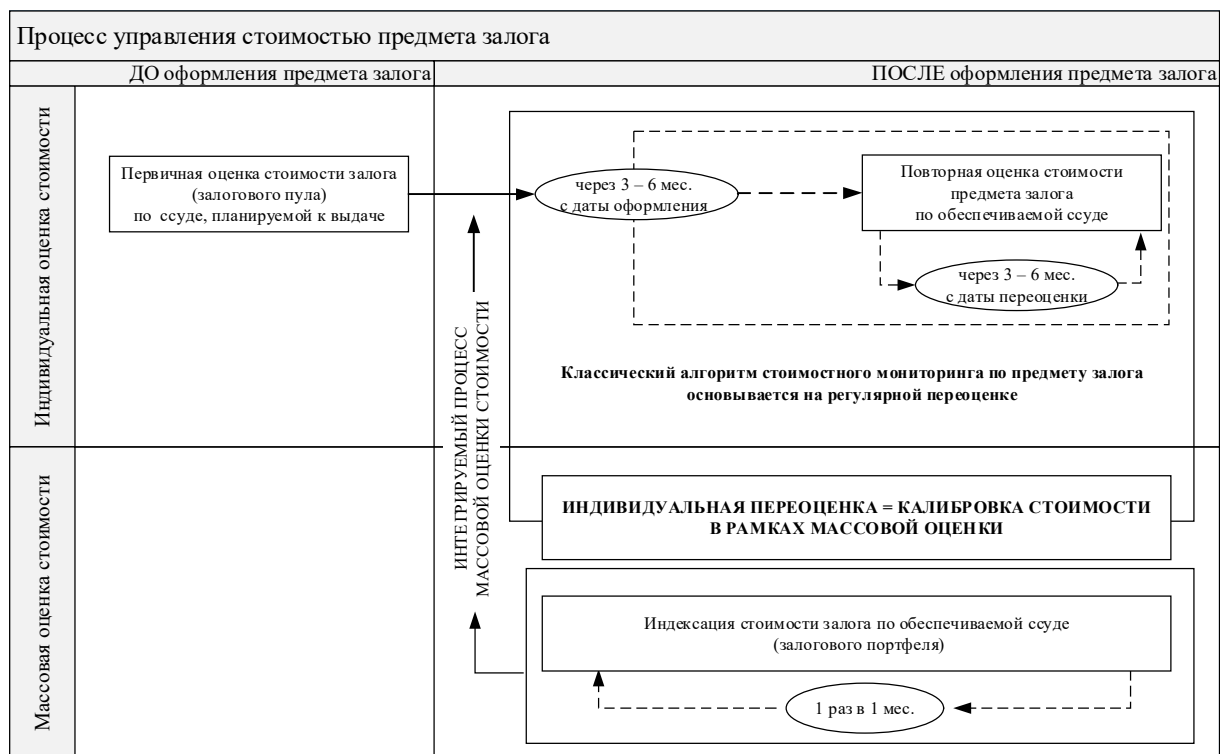 Процесс управления стоимостью предмета залога
ДО оформления предмета залога
ПОСЛЕ оформления предмета залога
Индивидуальная оценка стоимости
Первичная оценка стоимости залога
(залогового пула)
по ссуде, планируемой к выдаче
через 3 – 6 мес.
с даты оформления
Повторная оценка стоимости
предмета залога
по обеспечиваемой ссуде
через 3 – 6 мес.
с даты переоценки
Классический алгоритм стоимостного мониторинга по предмету залога
основывается на регулярной переоценке
ИНТЕГРИРУЕМЫЙ ПРОЦЕСС
МАССОВОЙ ОЦЕНКИ СТОИМОСТИ
Массовая оценка стоимости
ИНДИВИДУАЛЬНАЯ ПЕРЕОЦЕНКА = КАЛИБРОВКА СТОИМОСТИ
В РАМКАХ МАССОВОЙ ОЦЕНКИ
Индексация стоимости залога по обеспечиваемой ссуде
(залогового портфеля)
1 раз в 1 мес.